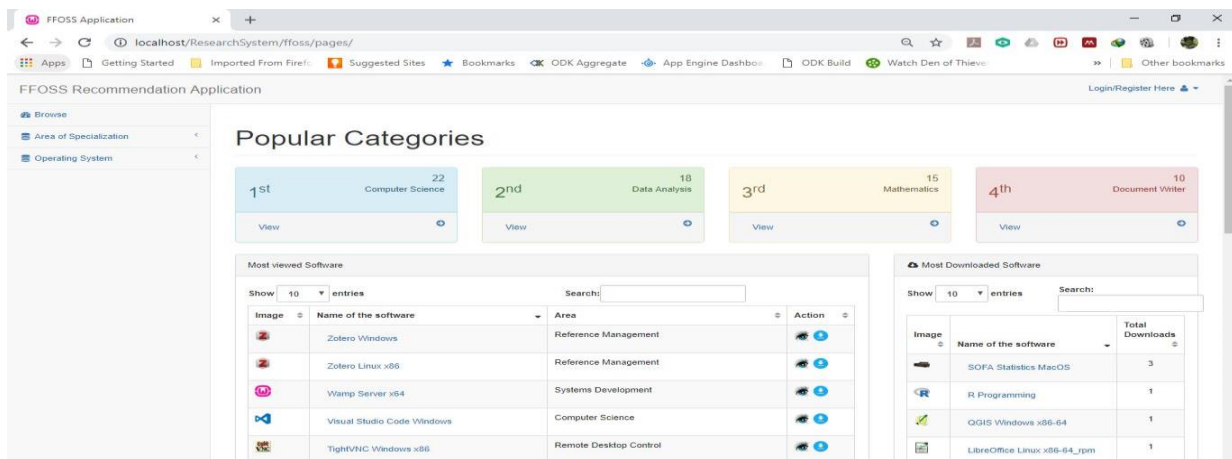 FFOSS Application
localhost/ResearchSystem/ffoss/pages/
Apps Getting Started Imported From Firefo Suggested Sites Bookmarks ODK Aggregate App Engine Dashboa ODK Build Watch Den of Thieve Other bookmarks
FFOSS Recommendation Application Login/Register Here
Browse
Area of Specialization
Operating System
Popular Categories
1st 22 Computer Science
2nd 18 Data Analysis
3rd 15 Mathematics
4th 10 Document Writer
View View View View
Most viewed Software
Show 10 entries Search:
Image Name of the software Area Action
Zotero Windows Reference Management
Zotero Linux x86 Reference Management
Wamp Server x64 Systems Development
Visual Studio Code Windows Computer Science
TightVNC Windows x86 Remote Desktop Control
Most Downloaded Software
Show 10 entries Search:
Image Name of the software Total Downloads
SOFA Statistics MacOS 3
R Programming 1
QGIS Windows x86-64 1
LibreOffice Linux x86-64_rpm 1